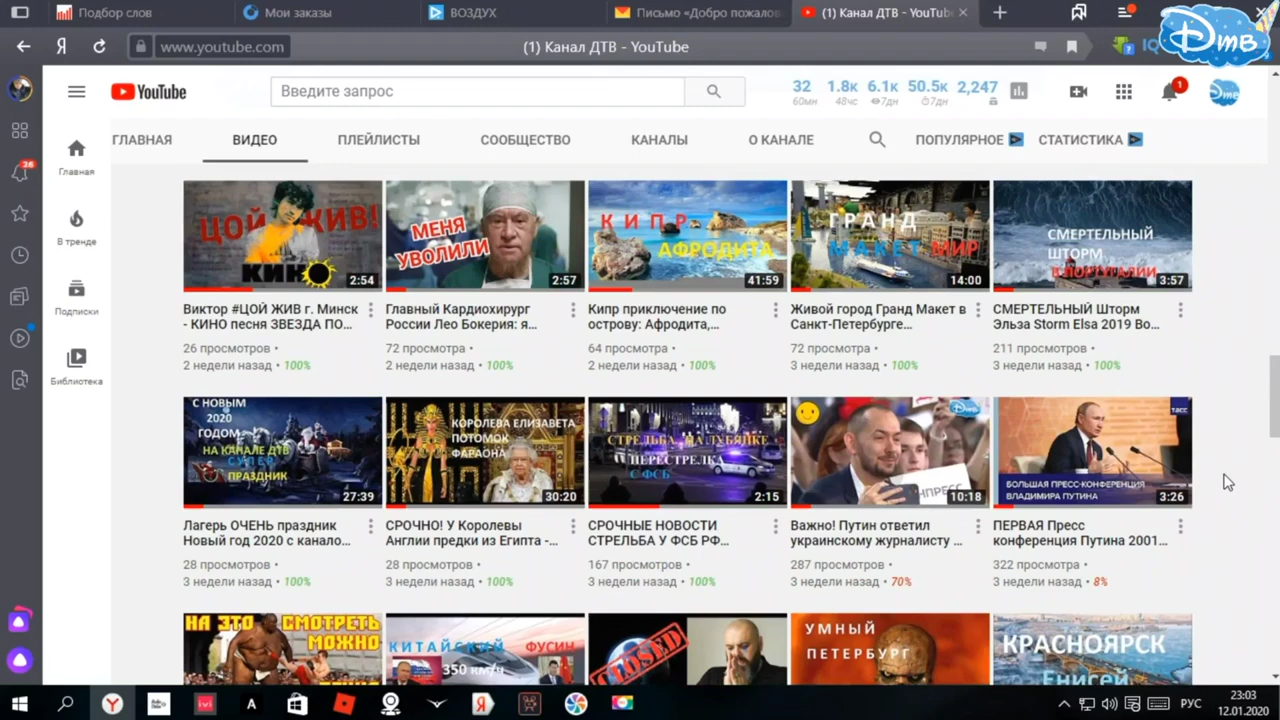 Подбор слов
Мои заказы
ВОЗДУХ
Письмо «Добро пожалов
(1) Канал ДТВ - YouTub
www.youtube.com
(1) Канал ДТВ - YouTube
IQ
Dтв
YouTube
Введите запрос
32
60мн
1.8к
48чс
6.1к
7дн
50.5к
7дн
2,247
1
ГЛАВНАЯ
ВИДЕО
ПЛЕЙЛИСТЫ
СООБЩЕСТВО
КАНАЛЫ
О КАНАЛЕ
ПОПУЛЯРНОЕ
СТАТИСТИКА
26
Главная
В тренде
Подписки
Библиотека
ЦОЙ ЖИВ!
КИНО
2:54
МЕНЯ
УВОЛИЛИ
2:57
КИПР
АФРОДИТА
41:59
ГРАНД
МАКЕТ МИР
14:00
СМЕРТЕЛЬНЫЙ
ШТОРМ
В ПОРТУГАЛИИ
3:57
Виктор #ЦОЙ ЖИВ г. Минск
- КИНО песня ЗВЕЗДА ПО...
26 просмотров •
2 недели назад • 100%
Главный Кардиохирург
России Лео Бокерия: я...
72 просмотра •
2 недели назад • 100%
Кипр приключение по
острову: Афродита,...
64 просмотра •
2 недели назад • 100%
Живой город Гранд Макет в
Санкт-Петербурге...
72 просмотра •
3 недели назад • 100%
СМЕРТЕЛЬНЫЙ Шторм
Эльза Storm Elsa 2019 Во...
211 просмотров •
3 недели назад • 100%
С НОВЫМ
2020
ГОДОМ
НА КАНАЛЕ ДТВ
СУПЕР
ПРАЗДНИК
27:39
КОРОЛЕВА ЕЛИЗАВЕТА
ПОТОМОК
ФАРАОНА
30:20
СТРЕЛЬБА НА ЛУБЯНКЕ
ПЕРЕСТРЕЛКА
С ФСБ
2:15
10:18
тасс
БОЛЬШАЯ ПРЕСС-КОНФЕРЕНЦИЯ
ВЛАДИМИРА ПУТИНА
3:26
Лагерь ОЧЕНЬ праздник
Новый год 2020 с канало...
28 просмотров •
3 недели назад • 100%
СРОЧНО! У Королевы
Англии предки из Египта -...
28 просмотров •
3 недели назад • 100%
СРОЧНЫЕ НОВОСТИ
СТРЕЛЬБА У ФСБ РФ...
167 просмотров •
3 недели назад • 100%
Важно! Путин ответил
украинскому журналисту ...
287 просмотров •
3 недели назад • 70%
ПЕРВАЯ Пресс
конференция Путина 2001...
322 просмотра •
3 недели назад • 8%
НА ЭТО СМОТРЕТЬ
МОЖНО
КИТАЙСКИЙ ФУСИН
350 км/ч
CLOSED
УМНЫЙ
ПЕТЕРБУРГ
КРАСНОЯРСК
Енисей
РУС
23:03
12.01.2020